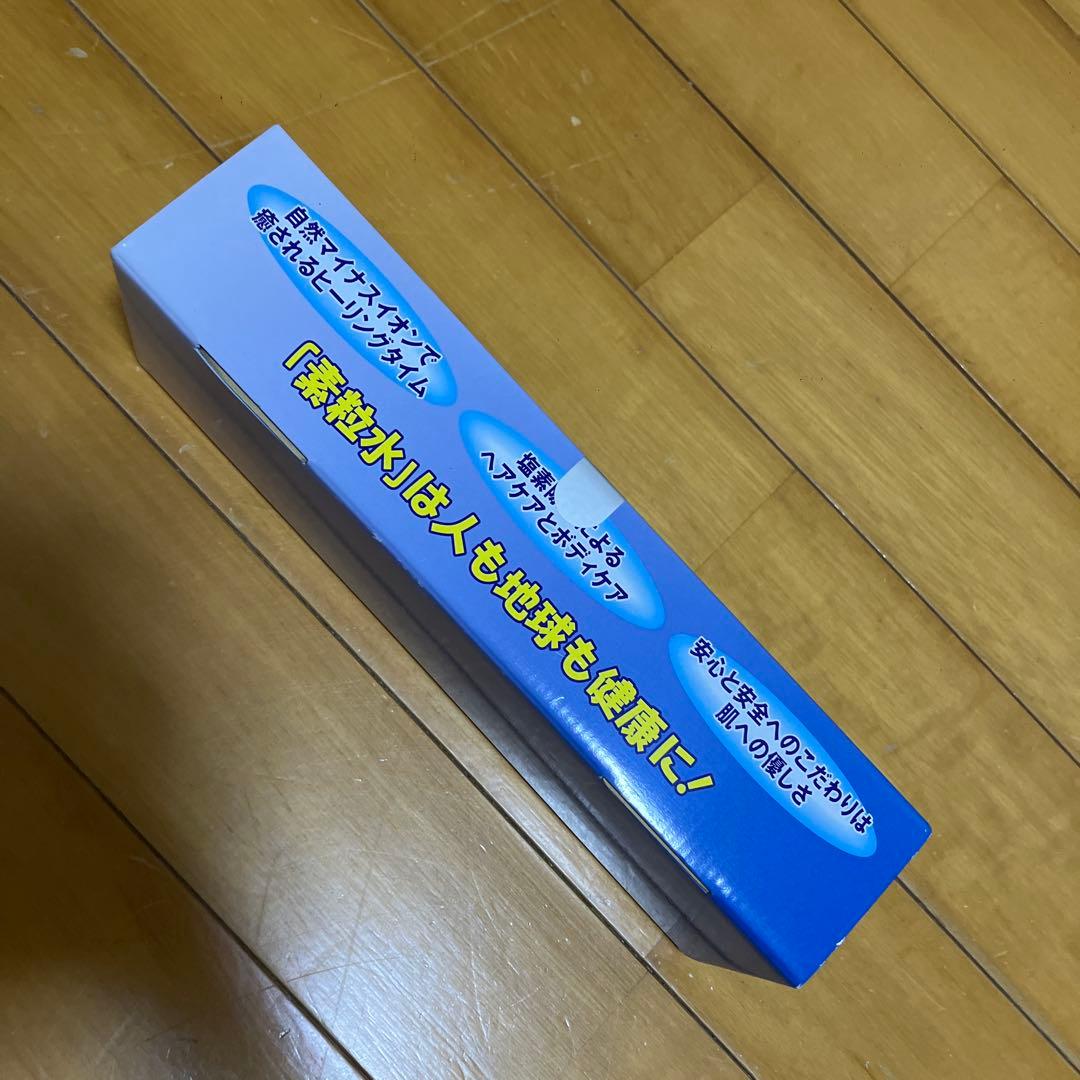 自然マイナスイオンで
癒されるヒーリングタイム
塩素 による
ヘアケアとボディケア
安心と安全へのこだわりは
肌への優しさ
「素粒水」は人も地球も健康に!